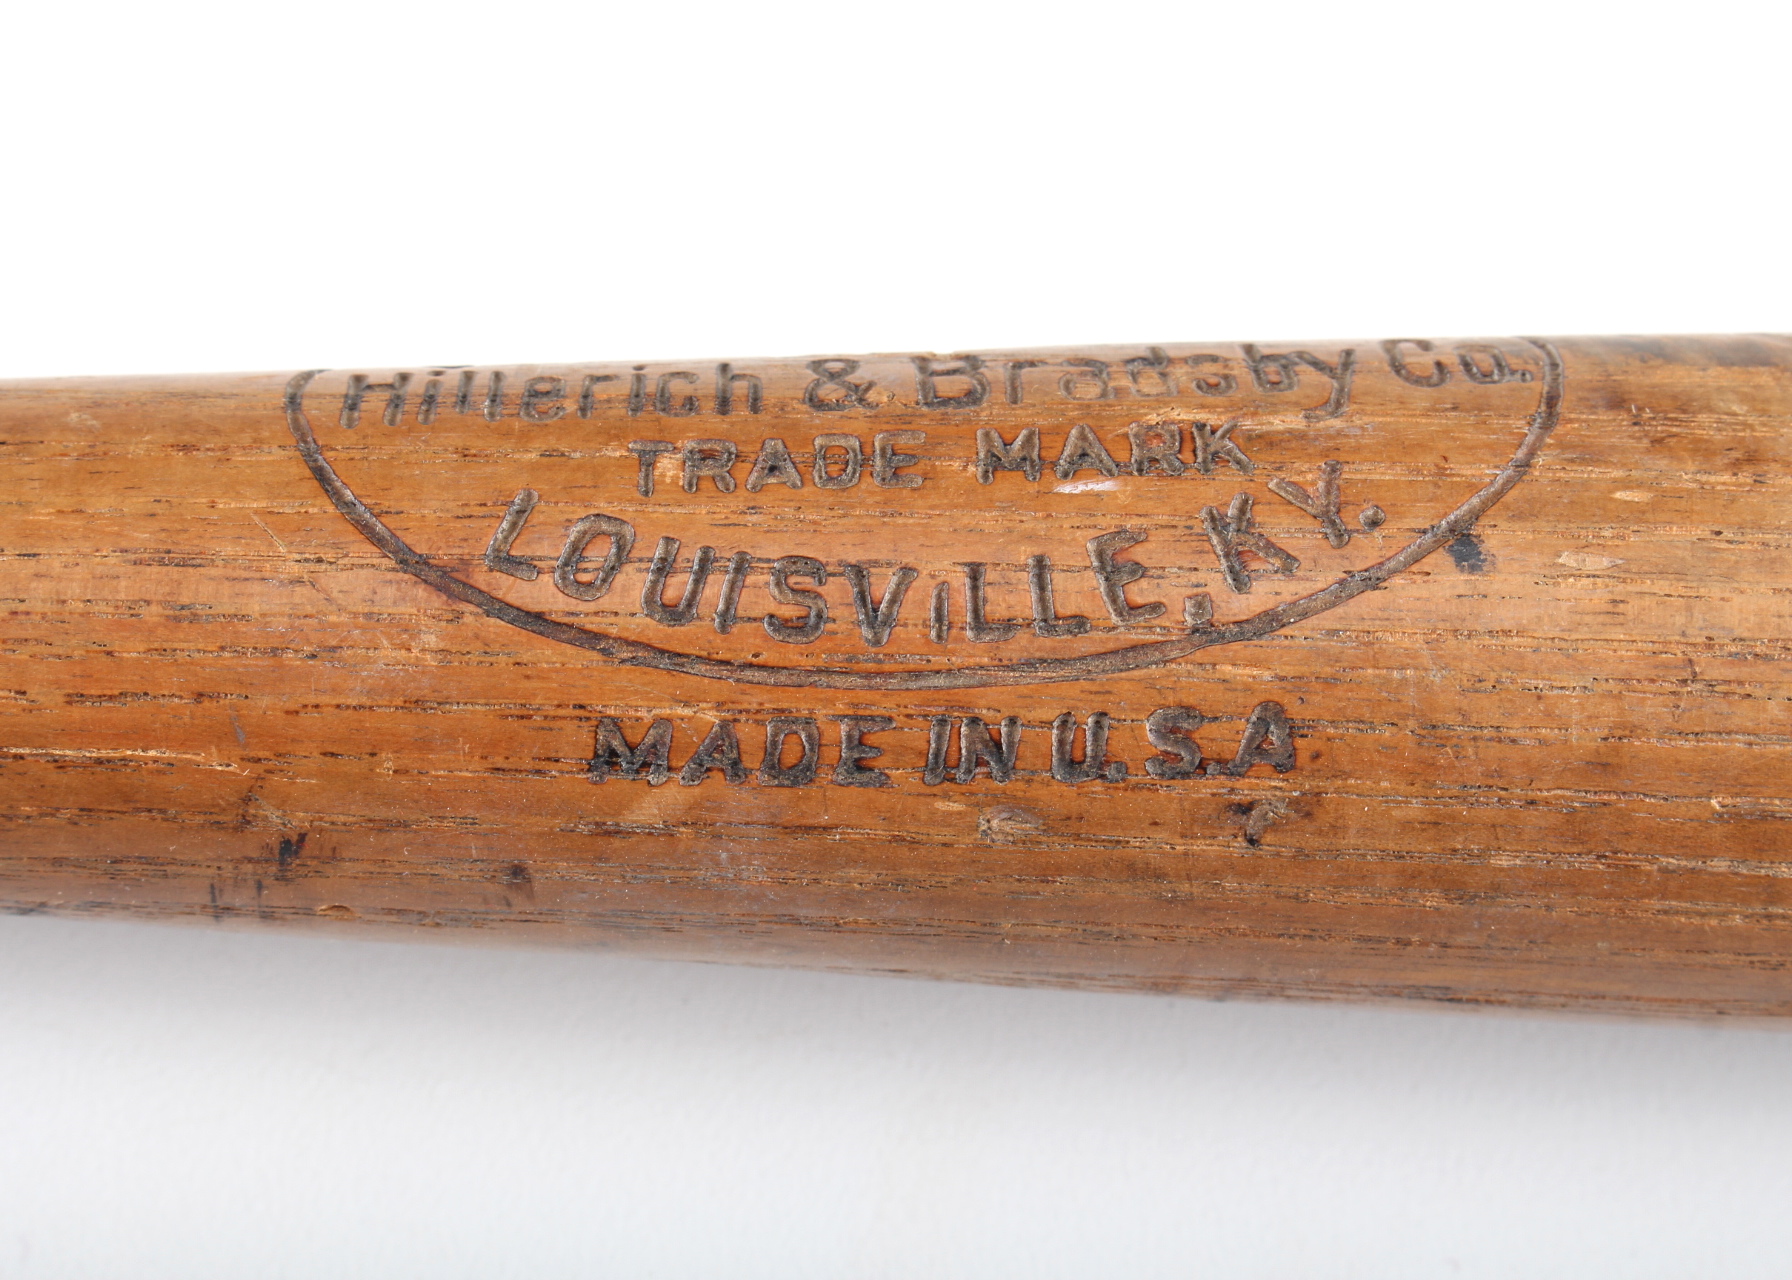 Hillerich & Bradsby Co.
TRADE MARK
LOUISVILLE, KY.
MADE IN U.S.A